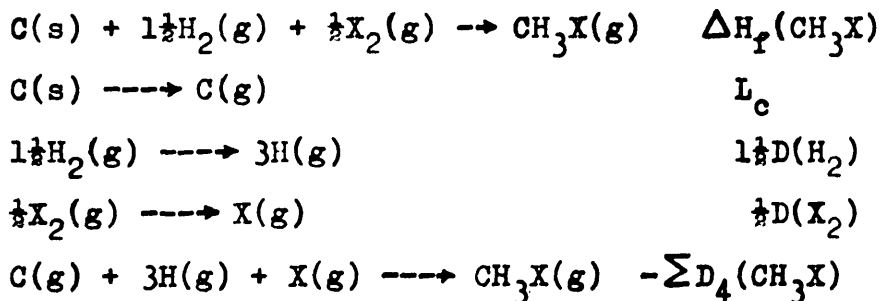 C(s) + 1½H₂(g) + ½X₂(g) --→ CH₃X(g) ΔH_f(CH₃X)
C(s) ----→ C(g) L_c
1½H₂(g) ----→ 3H(g) 1½D(H₂)
½X₂(g) ----→ X(g) ½D(X₂)
C(g) + 3H(g) + X(g) ----→ CH₃X(g) -ΣD₄(CH₃X)